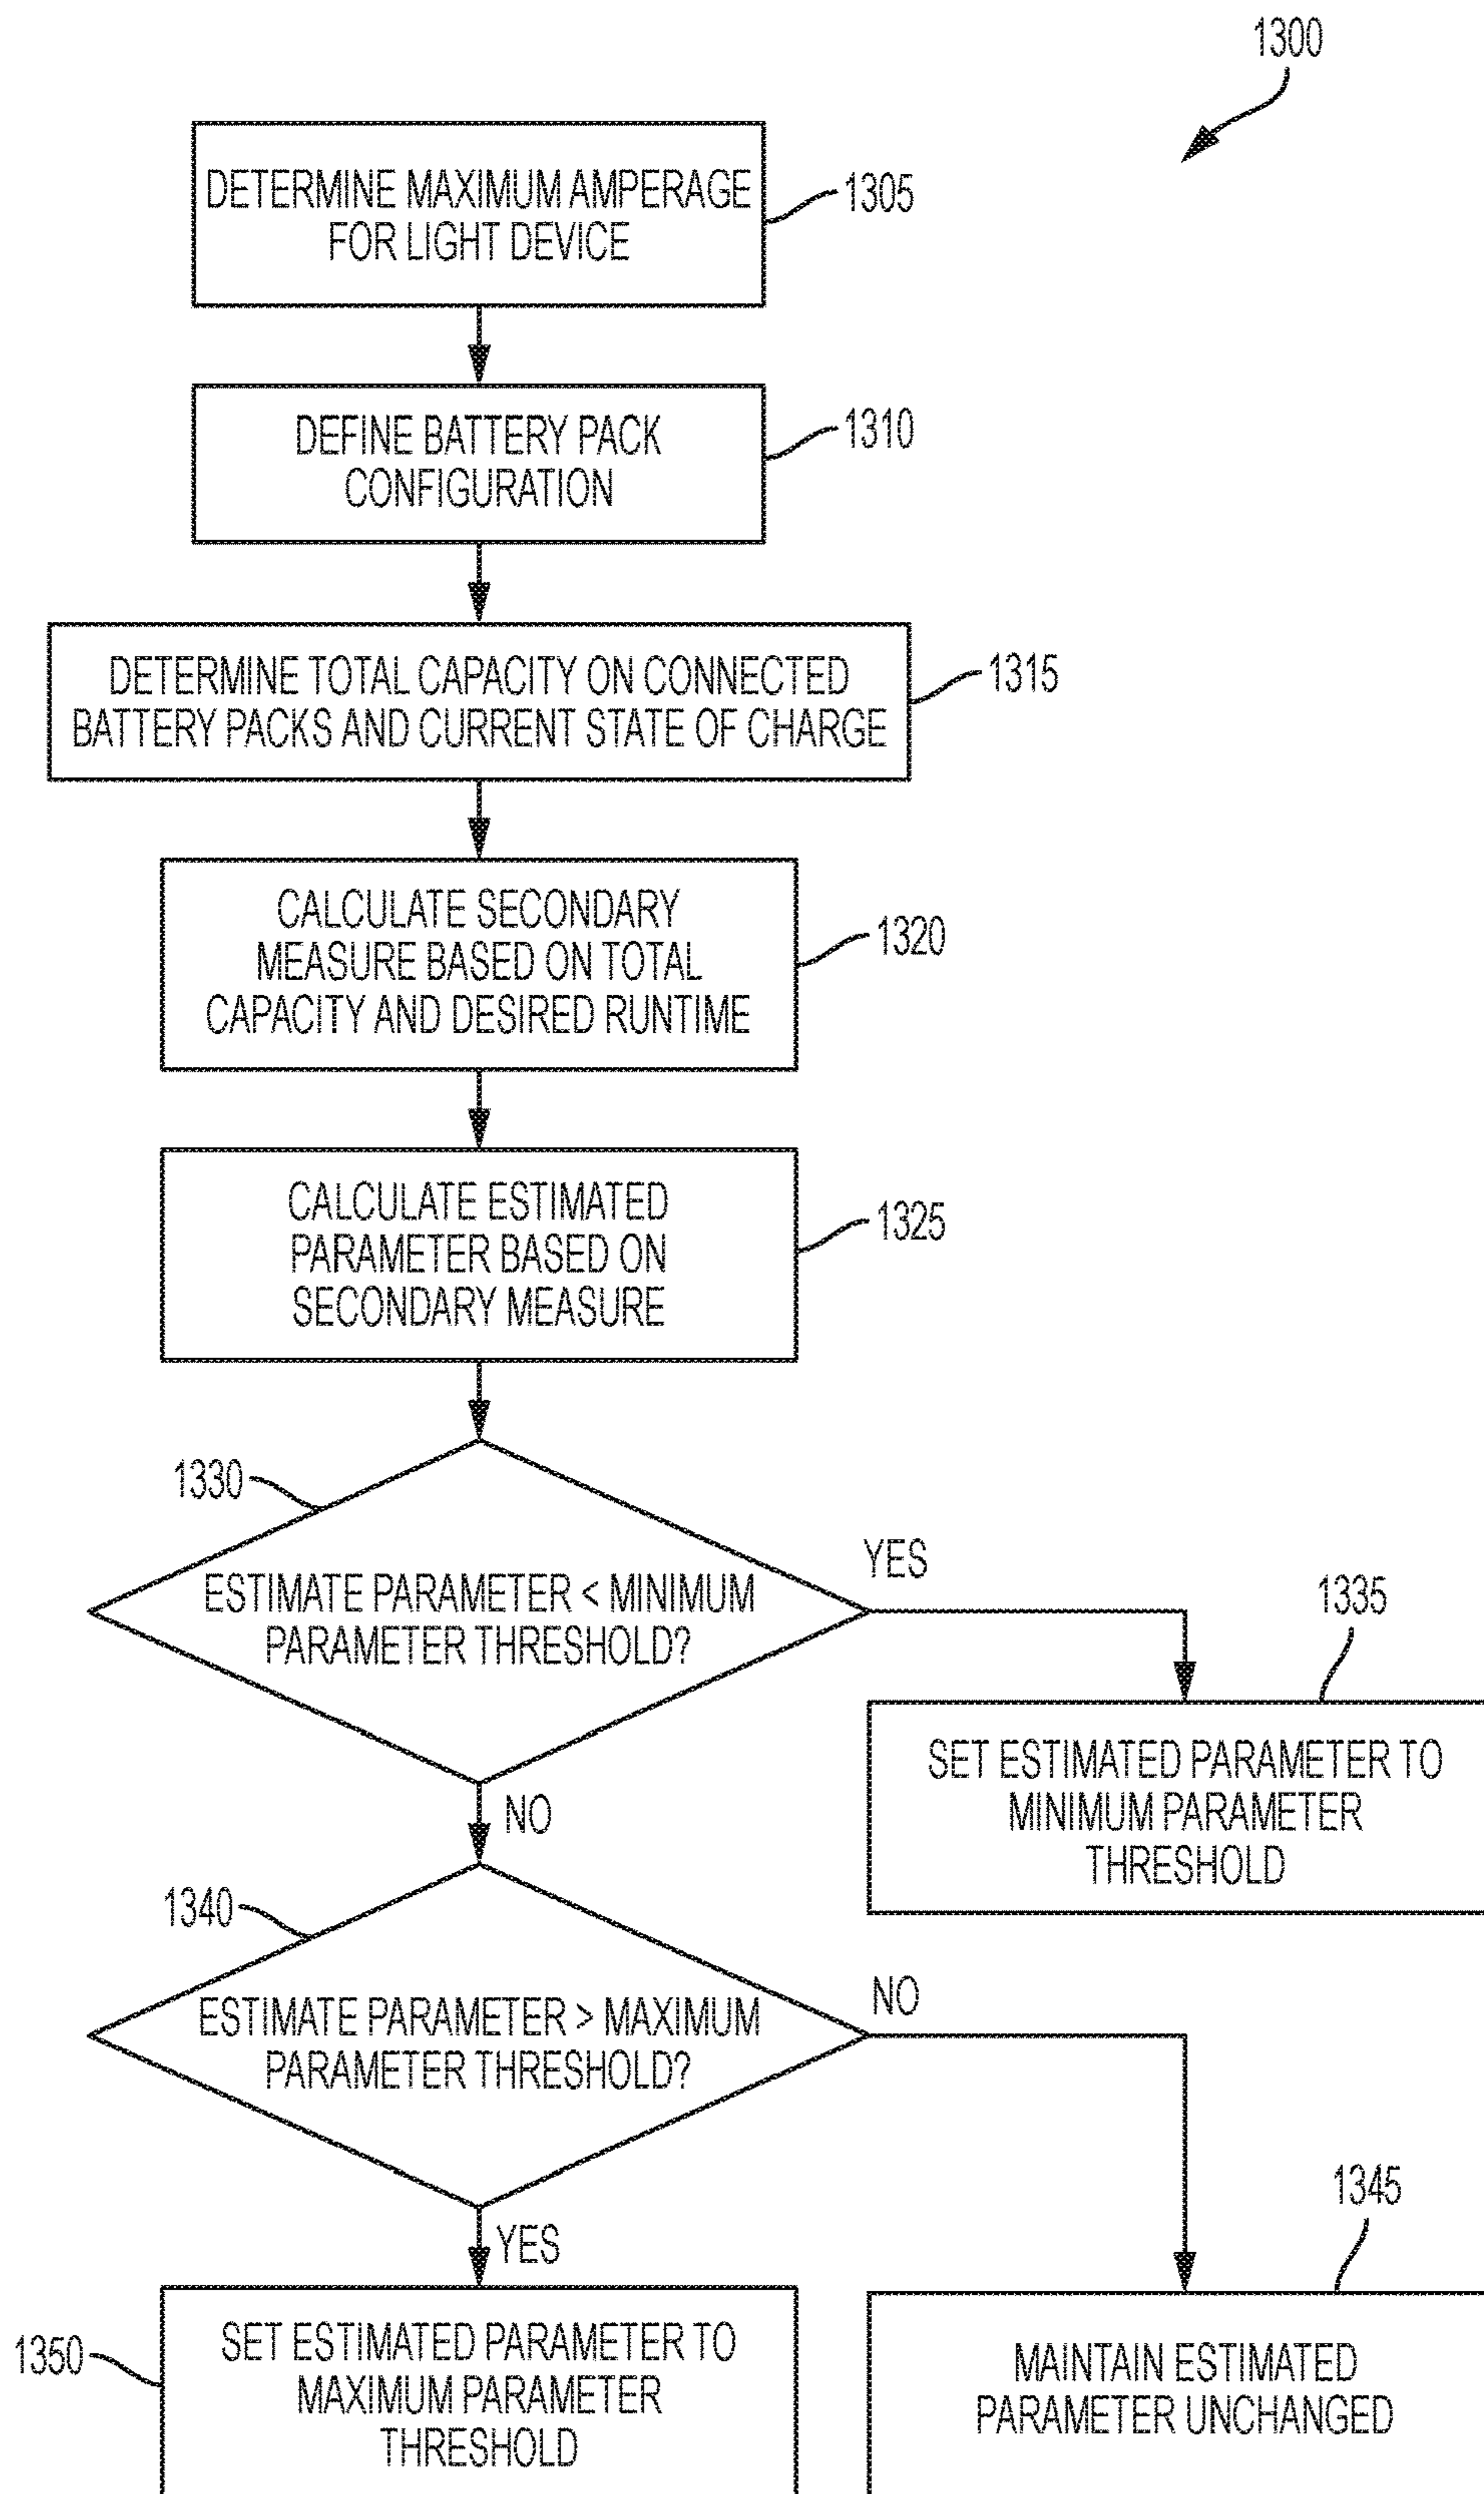 1300
DETERMINE MAXIMUM AMPERAGE
FOR LIGHT DEVICE
1305
DEFINE BATTERY PACK
CONFIGURATION
1310
DETERMINE TOTAL CAPACITY ON CONNECTED
BATTERY PACKS AND CURRENT STATE OF CHARGE
1315
CALCULATE SECONDARY
MEASURE BASED ON TOTAL
CAPACITY AND DESIRED RUNTIME
1320
CALCULATE ESTIMATED
PARAMETER BASED ON
SECONDARY MEASURE
1325
1330
ESTIMATE PARAMETER < MINIMUM
PARAMETER THRESHOLD?
YES
1335
SET ESTIMATED PARAMETER TO
MINIMUM PARAMETER
THRESHOLD
NO
1340
ESTIMATE PARAMETER > MAXIMUM
PARAMETER THRESHOLD?
NO
1345
MAINTAIN ESTIMATED
PARAMETER UNCHANGED
YES
1350
SET ESTIMATED PARAMETER TO
MAXIMUM PARAMETER
THRESHOLD